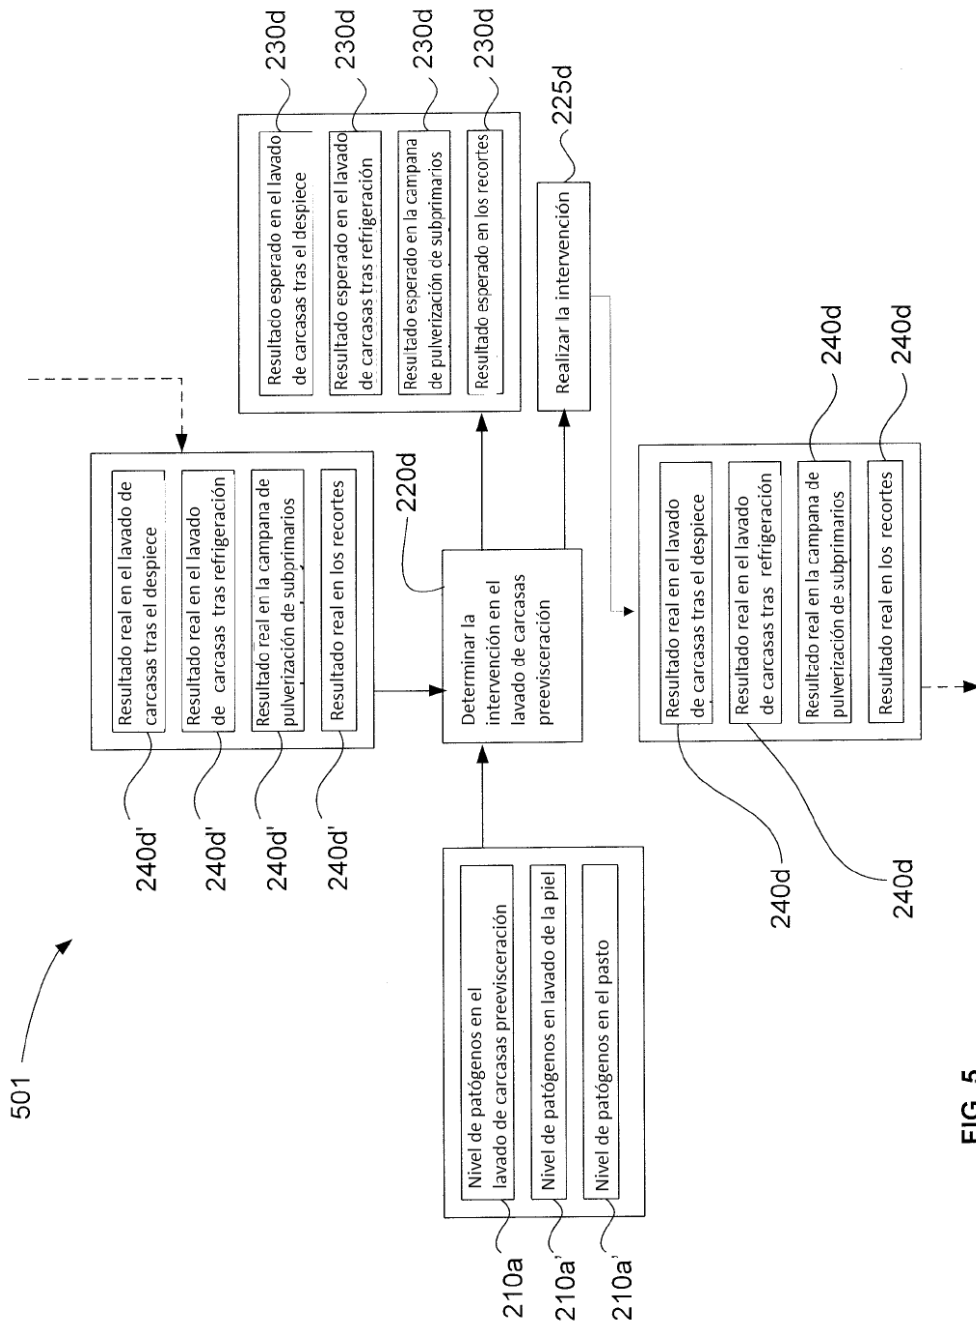 501
240d'
240d'
240d'
240d'
Resultado real en el lavado de
carcasas tras el despiece
Resultado real en el lavado
de carcasas tras refrigeración
Resultado real en la campana de
pulverización de subprimarios
Resultado real en los recortes
230d
230d
230d
230d
Resultado esperado en el lavado
de carcasas tras el despiece
Resultado esperado en el lavado
de carcasas tras refrigeración
Resultado esperado en la campana
de pulverización de subprimarios
Resultado esperado en los recortes
210a
210a'
210a'
Nivel de patógenos en el
lavado de carcasas preevisceración
Nivel de patógenos en lavado de la piel
Nivel de patógenos en el pasto
220d
Determinar la
intervención en el
lavado de carcasas
preevisceración
225d
Realizar la intervención
240d
240d
240d
240d
Resultado real en el lavado
de carcasas tras el despiece
Resultado real en el lavado
de carcasas tras refrigeración
Resultado real en la campana de
pulverización de subprimarios
Resultado real en los recortes
FIG. 5